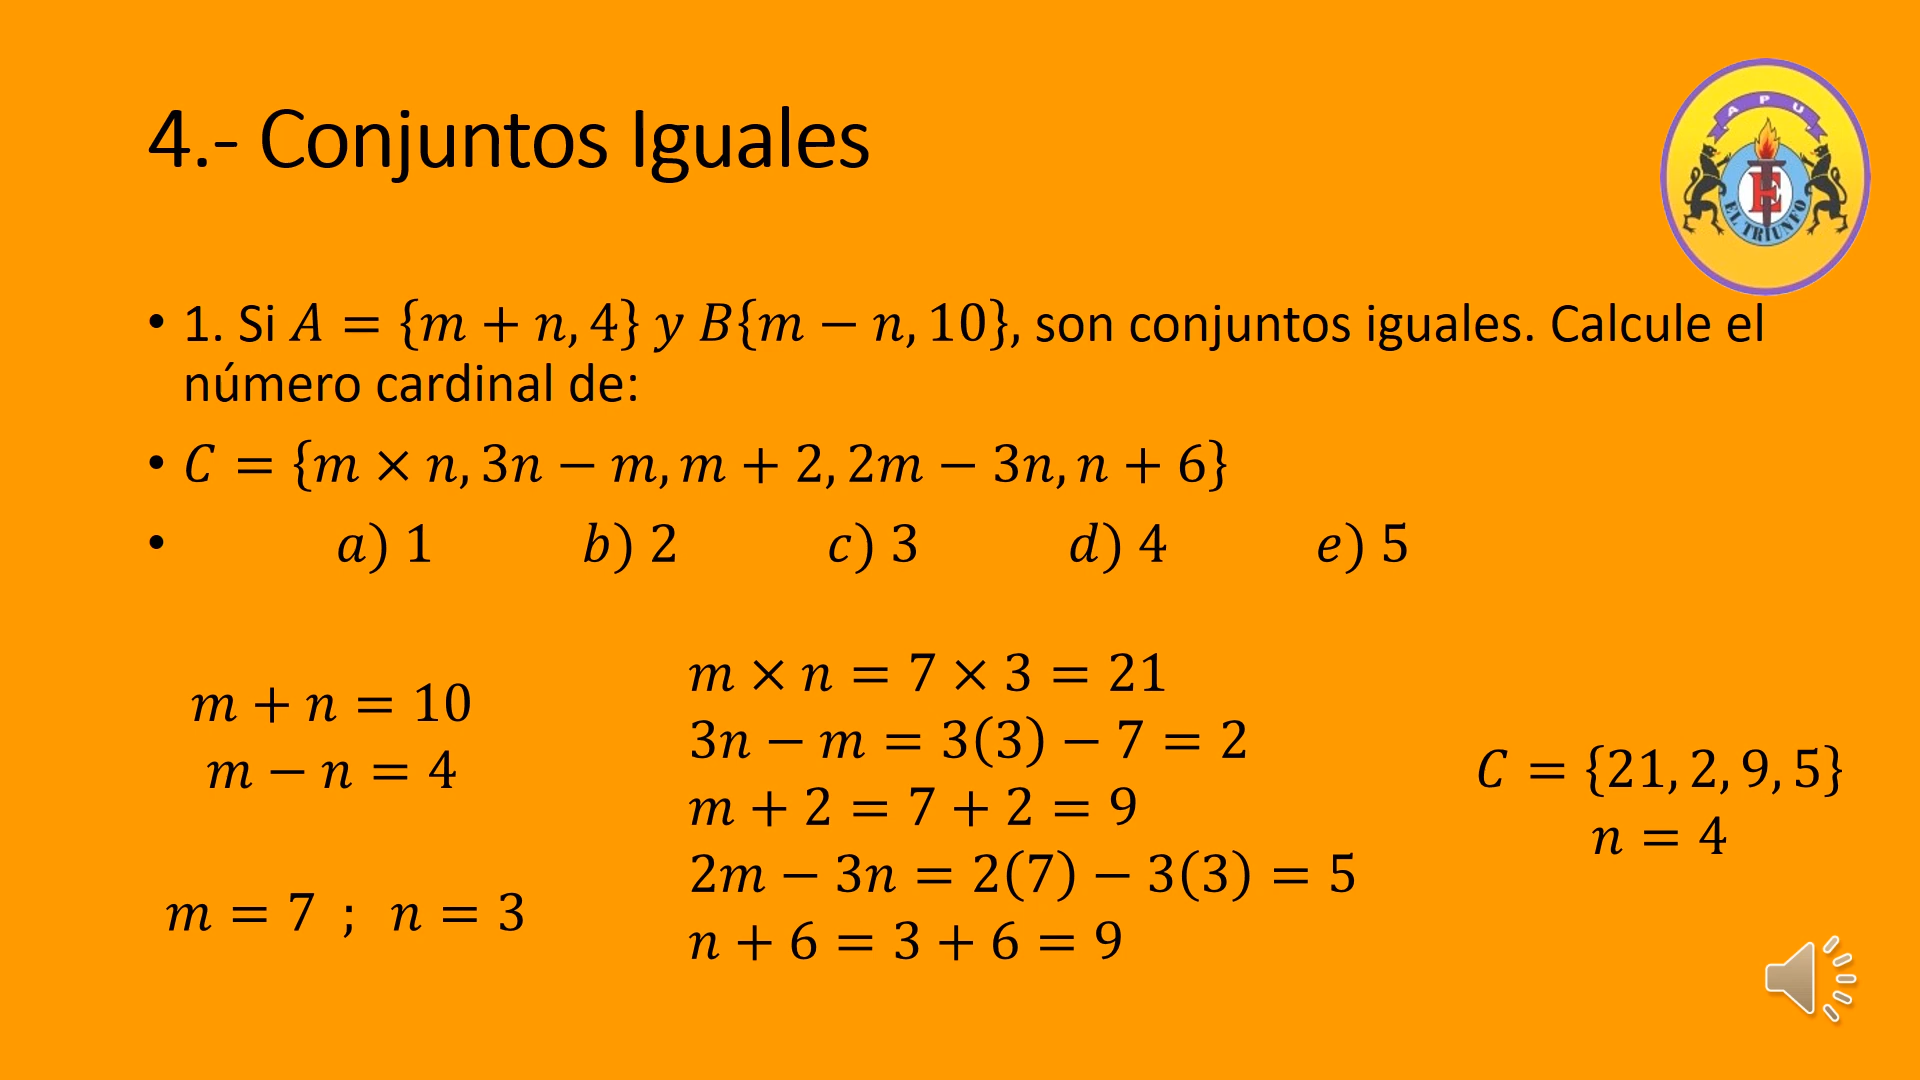 4.- Conjuntos Iguales
A P U
E
EL TRIUNFO
• 1. Si A = {m + n, 4} y B{m − n, 10}, son conjuntos iguales. Calcule el
número cardinal de:
• C = {m × n, 3n − m, m + 2, 2m − 3n, n + 6}
• a) 1 b) 2 c) 3 d) 4 e) 5
m + n = 10
m − n = 4
m = 7 ; n = 3
m × n = 7 × 3 = 21
3n − m = 3(3) − 7 = 2
m + 2 = 7 + 2 = 9
2m − 3n = 2(7) − 3(3) = 5
n + 6 = 3 + 6 = 9
C = {21, 2, 9, 5}
n = 4